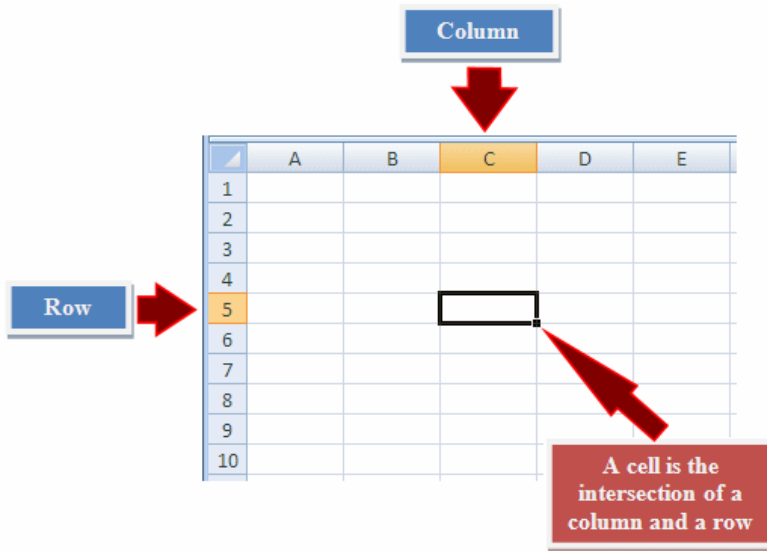 Column
A B C D E
1
2
3
4
Row
5
6
7
8
9
10
A cell is the
intersection of a
column and a row